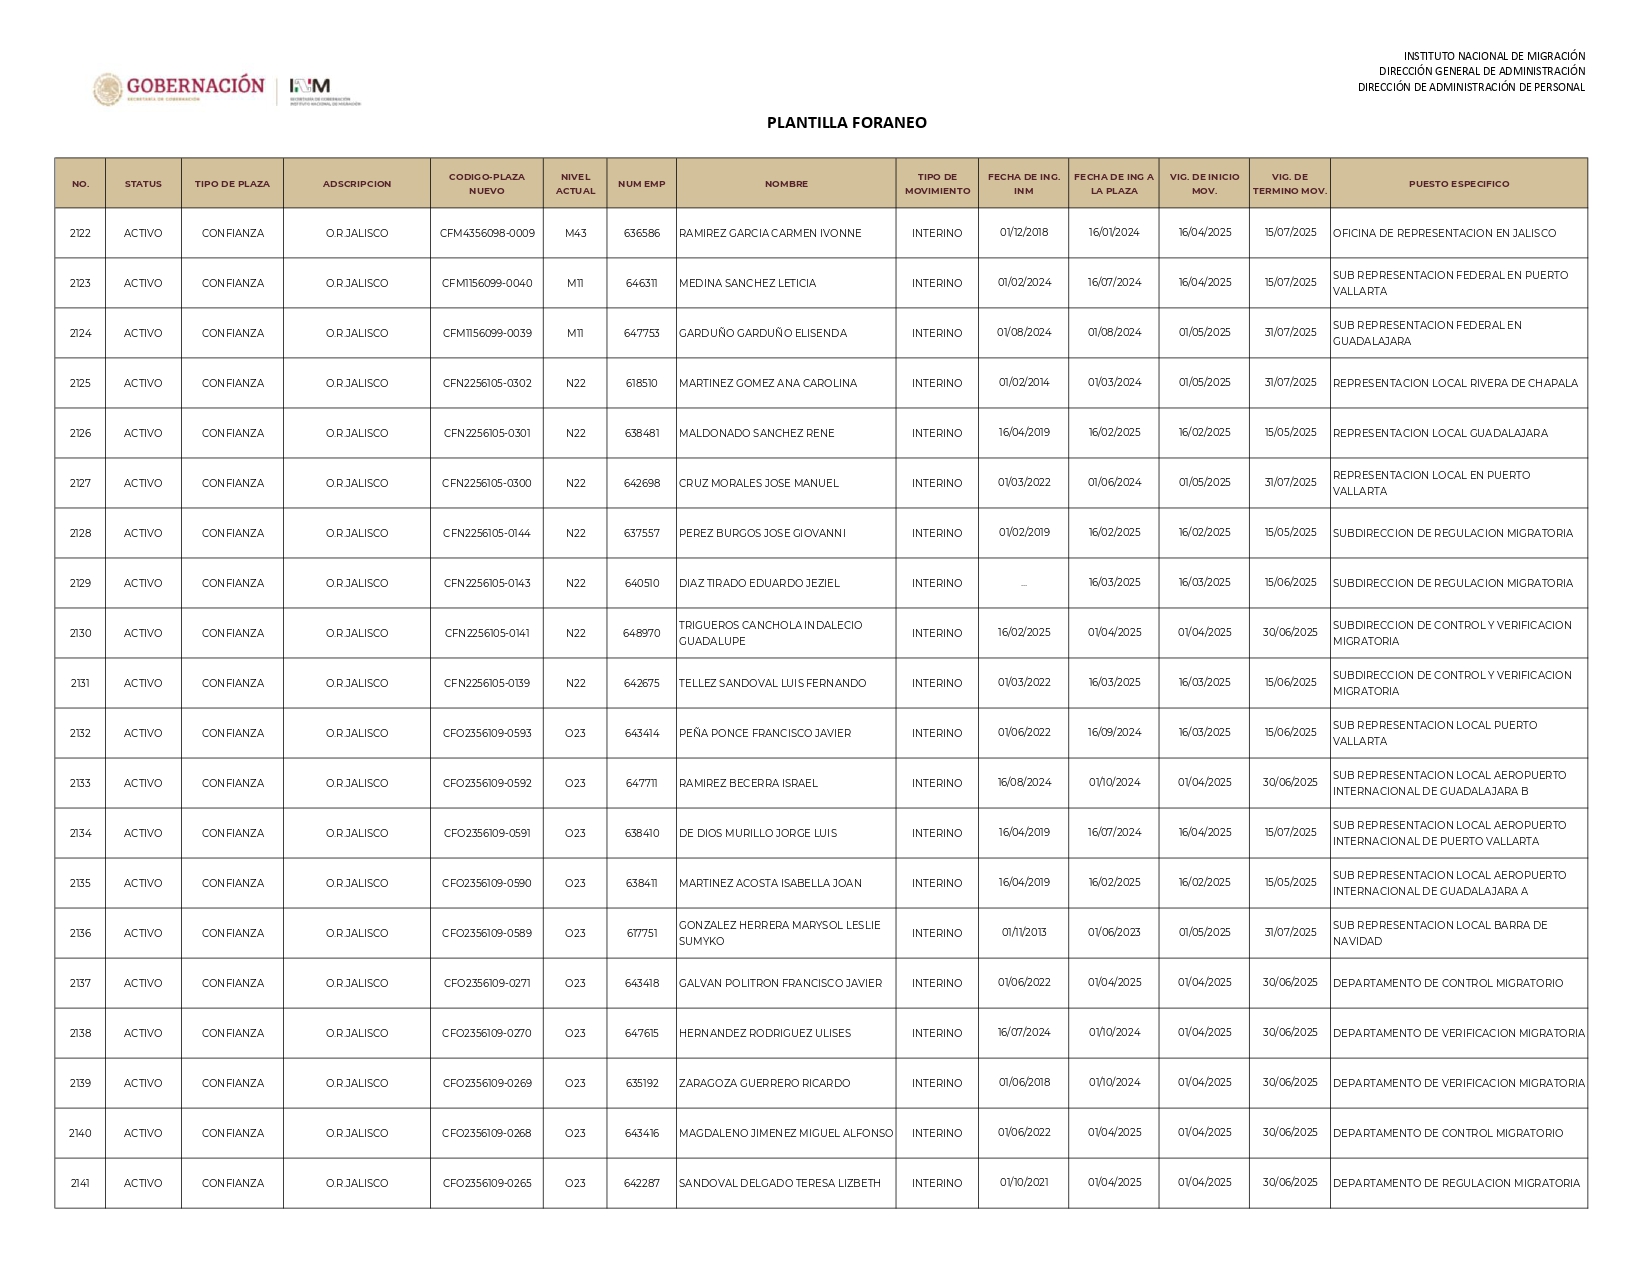 INSTITUTO NACIONAL DE MIGRACIÓN
DIRECCIÓN GENERAL DE ADMINISTRACIÓN
DIRECCIÓN DE ADMINISTRACIÓN DE PERSONAL
GOBERNACIÓN
SECRETARÍA DE GOBERNACIÓN
INM
SECRETARÍA DE GOBERNACIÓN
INSTITUTO NACIONAL DE MIGRACIÓN
PLANTILLA FORANEO
NO. STATUS TIPO DE PLAZA ADSCRIPCION CODIGO-PLAZA NUEVO NIVEL ACTUAL NUM EMP NOMBRE TIPO DE MOVIMIENTO FECHA DE ING. INM FECHA DE ING A LA PLAZA VIG. DE INICIO MOV. VIG. DE TERMINO MOV. PUESTO ESPECIFICO
2122 ACTIVO CONFIANZA O.R.JALISCO CFM4356098-0009 M43 636586 RAMIREZ GARCIA CARMEN IVONNE INTERINO 01/12/2018 16/01/2024 16/04/2025 15/07/2025 OFICINA DE REPRESENTACION EN JALISCO
2123 ACTIVO CONFIANZA O.R.JALISCO CFM1156099-0040 M11 646311 MEDINA SANCHEZ LETICIA INTERINO 01/02/2024 16/07/2024 16/04/2025 15/07/2025 SUB REPRESENTACION FEDERAL EN PUERTO VALLARTA
2124 ACTIVO CONFIANZA O.R.JALISCO CFM1156099-0039 M11 647753 GARDUÑO GARDUÑO ELISENDA INTERINO 01/08/2024 01/08/2024 01/05/2025 31/07/2025 SUB REPRESENTACION FEDERAL EN GUADALAJARA
2125 ACTIVO CONFIANZA O.R.JALISCO CFN2256105-0302 N22 618510 MARTINEZ GOMEZ ANA CAROLINA INTERINO 01/02/2014 01/03/2024 01/05/2025 31/07/2025 REPRESENTACION LOCAL RIVERA DE CHAPALA
2126 ACTIVO CONFIANZA O.R.JALISCO CFN2256105-0301 N22 638481 MALDONADO SANCHEZ RENE INTERINO 16/04/2019 16/02/2025 16/02/2025 15/05/2025 REPRESENTACION LOCAL GUADALAJARA
2127 ACTIVO CONFIANZA O.R.JALISCO CFN2256105-0300 N22 642698 CRUZ MORALES JOSE MANUEL INTERINO 01/03/2022 01/06/2024 01/05/2025 31/07/2025 REPRESENTACION LOCAL EN PUERTO VALLARTA
2128 ACTIVO CONFIANZA O.R.JALISCO CFN2256105-0144 N22 637557 PEREZ BURGOS JOSE GIOVANNI INTERINO 01/02/2019 16/02/2025 16/02/2025 15/05/2025 SUBDIRECCION DE REGULACION MIGRATORIA
2129 ACTIVO CONFIANZA O.R.JALISCO CFN2256105-0143 N22 640510 DIAZ TIRADO EDUARDO JEZIEL INTERINO ... 16/03/2025 16/03/2025 15/06/2025 SUBDIRECCION DE REGULACION MIGRATORIA
2130 ACTIVO CONFIANZA O.R.JALISCO CFN2256105-0141 N22 648970 TRIGUEROS CANCHOLA INDALECIO GUADALUPE INTERINO 16/02/2025 01/04/2025 01/04/2025 30/06/2025 SUBDIRECCION DE CONTROL Y VERIFICACION MIGRATORIA
2131 ACTIVO CONFIANZA O.R.JALISCO CFN2256105-0139 N22 642675 TELLEZ SANDOVAL LUIS FERNANDO INTERINO 01/03/2022 16/03/2025 16/03/2025 15/06/2025 SUBDIRECCION DE CONTROL Y VERIFICACION MIGRATORIA
2132 ACTIVO CONFIANZA O.R.JALISCO CFO2356109-0593 O23 643414 PEÑA PONCE FRANCISCO JAVIER INTERINO 01/06/2022 16/09/2024 16/03/2025 15/06/2025 SUB REPRESENTACION LOCAL PUERTO VALLARTA
2133 ACTIVO CONFIANZA O.R.JALISCO CFO2356109-0592 O23 647711 RAMIREZ BECERRA ISRAEL INTERINO 16/08/2024 01/10/2024 01/04/2025 30/06/2025 SUB REPRESENTACION LOCAL AEROPUERTO INTERNACIONAL DE GUADALAJARA B
2134 ACTIVO CONFIANZA O.R.JALISCO CFO2356109-0591 O23 638410 DE DIOS MURILLO JORGE LUIS INTERINO 16/04/2019 16/07/2024 16/04/2025 15/07/2025 SUB REPRESENTACION LOCAL AEROPUERTO INTERNACIONAL DE PUERTO VALLARTA
2135 ACTIVO CONFIANZA O.R.JALISCO CFO2356109-0590 O23 638411 MARTINEZ ACOSTA ISABELLA JOAN INTERINO 16/04/2019 16/02/2025 16/02/2025 15/05/2025 SUB REPRESENTACION LOCAL AEROPUERTO INTERNACIONAL DE GUADALAJARA A
2136 ACTIVO CONFIANZA O.R.JALISCO CFO2356109-0589 O23 617751 GONZALEZ HERRERA MARYSOL LESLIE SUMYKO INTERINO 01/11/2013 01/06/2023 01/05/2025 31/07/2025 SUB REPRESENTACION LOCAL BARRA DE NAVIDAD
2137 ACTIVO CONFIANZA O.R.JALISCO CFO2356109-0271 O23 643418 GALVAN POLITRON FRANCISCO JAVIER INTERINO 01/06/2022 01/04/2025 01/04/2025 30/06/2025 DEPARTAMENTO DE CONTROL MIGRATORIO
2138 ACTIVO CONFIANZA O.R.JALISCO CFO2356109-0270 O23 647615 HERNANDEZ RODRIGUEZ ULISES INTERINO 16/07/2024 01/10/2024 01/04/2025 30/06/2025 DEPARTAMENTO DE VERIFICACION MIGRATORIA
2139 ACTIVO CONFIANZA O.R.JALISCO CFO2356109-0269 O23 635192 ZARAGOZA GUERRERO RICARDO INTERINO 01/06/2018 01/10/2024 01/04/2025 30/06/2025 DEPARTAMENTO DE VERIFICACION MIGRATORIA
2140 ACTIVO CONFIANZA O.R.JALISCO CFO2356109-0268 O23 643416 MAGDALENO JIMENEZ MIGUEL ALFONSO INTERINO 01/06/2022 01/04/2025 01/04/2025 30/06/2025 DEPARTAMENTO DE CONTROL MIGRATORIO
2141 ACTIVO CONFIANZA O.R.JALISCO CFO2356109-0265 O23 642287 SANDOVAL DELGADO TERESA LIZBETH INTERINO 01/10/2021 01/04/2025 01/04/2025 30/06/2025 DEPARTAMENTO DE REGULACION MIGRATORIA